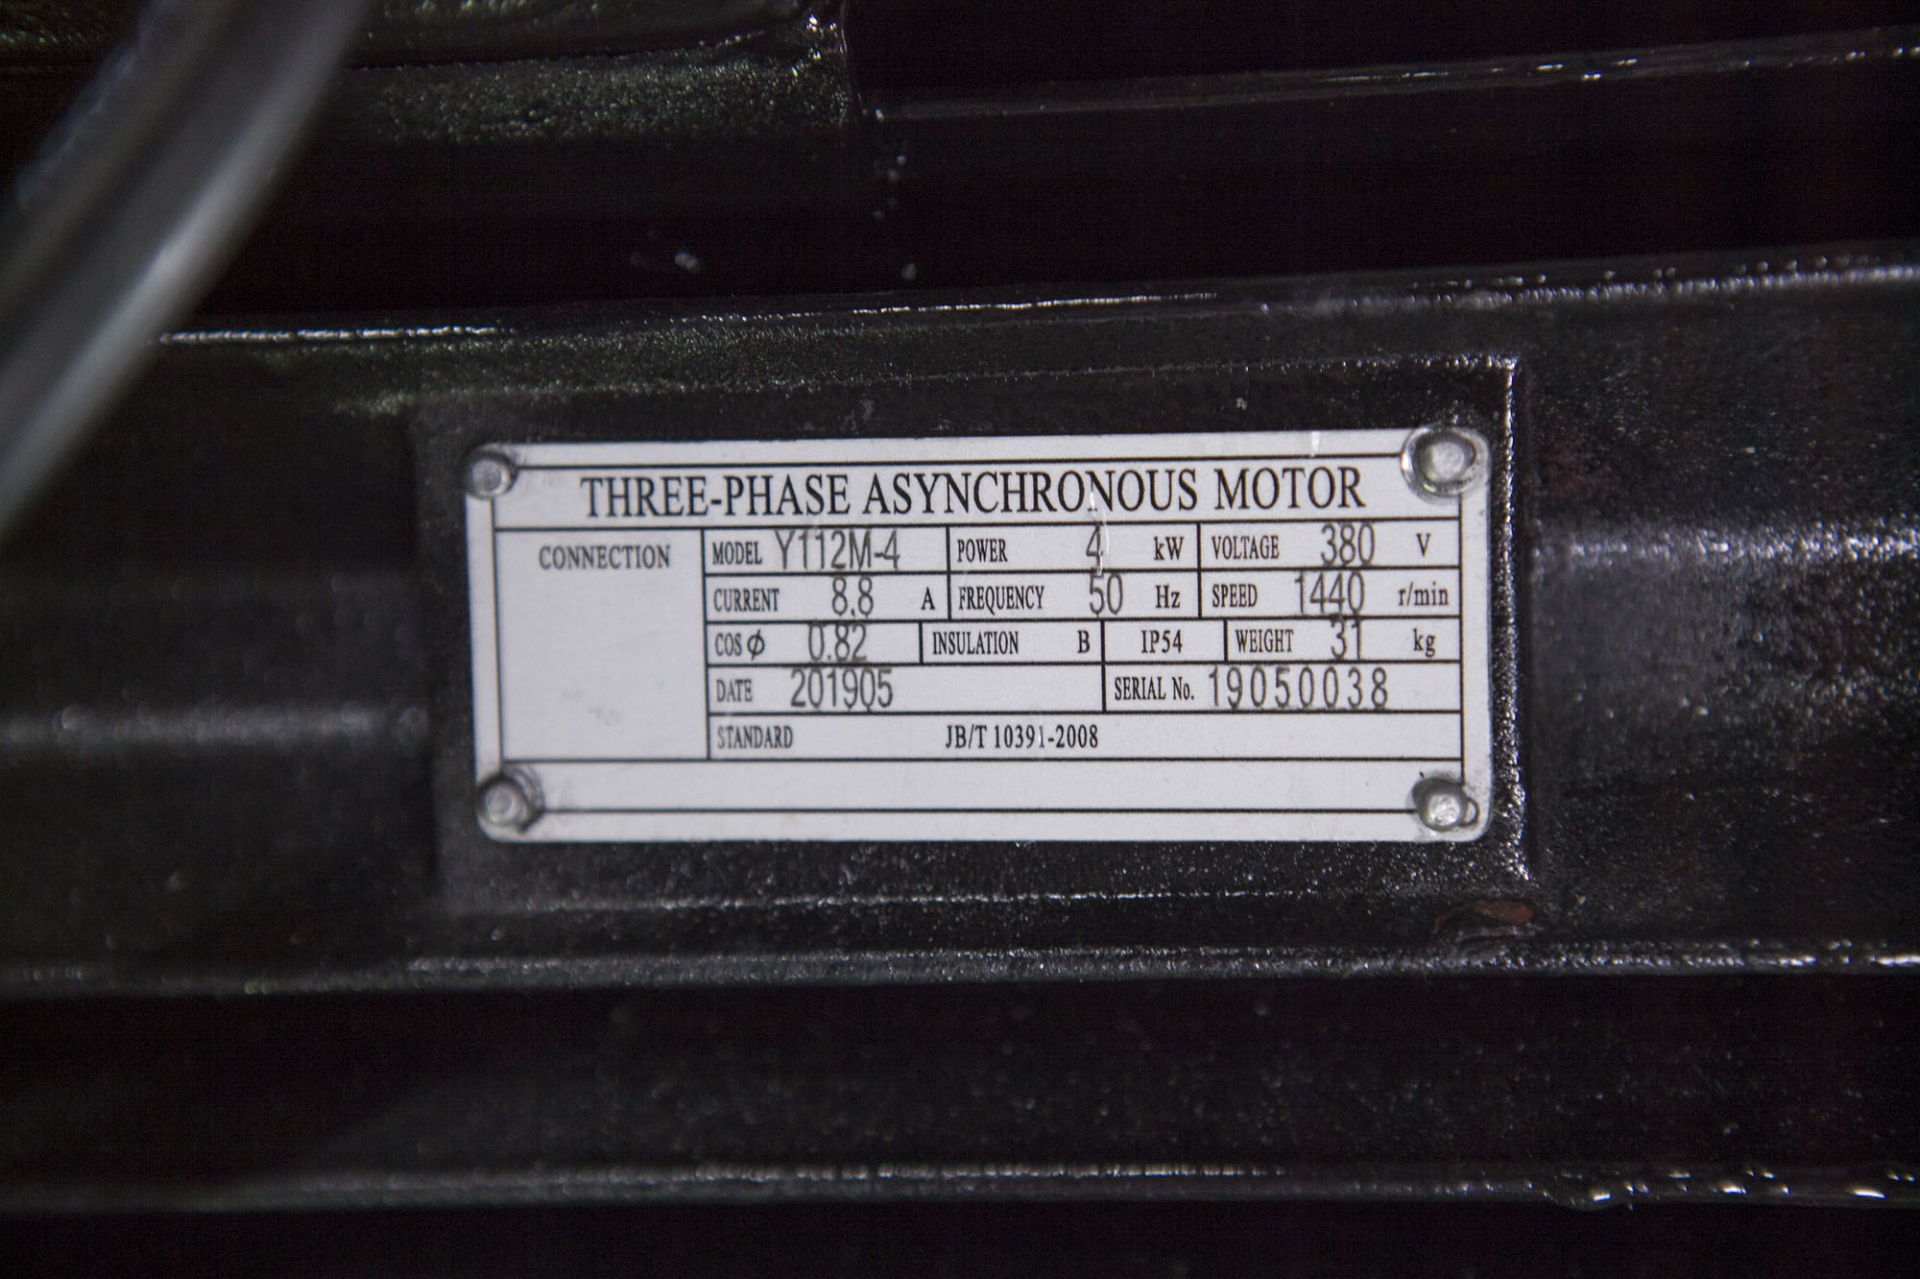 THREE-PHASE ASYNCHRONOUS MOTOR
CONNECTION
MODEL Y112M-4 POWER 4 kW VOLTAGE 380 V
CURRENT 8.8 A FREQUENCY 50 Hz SPEED 1440 r/min
COS ϕ 0.82 INSULATION B IP54 WEIGHT 31 kg
DATE 201905 SERIAL No. 19050038
STANDARD JB/T 10391-2008